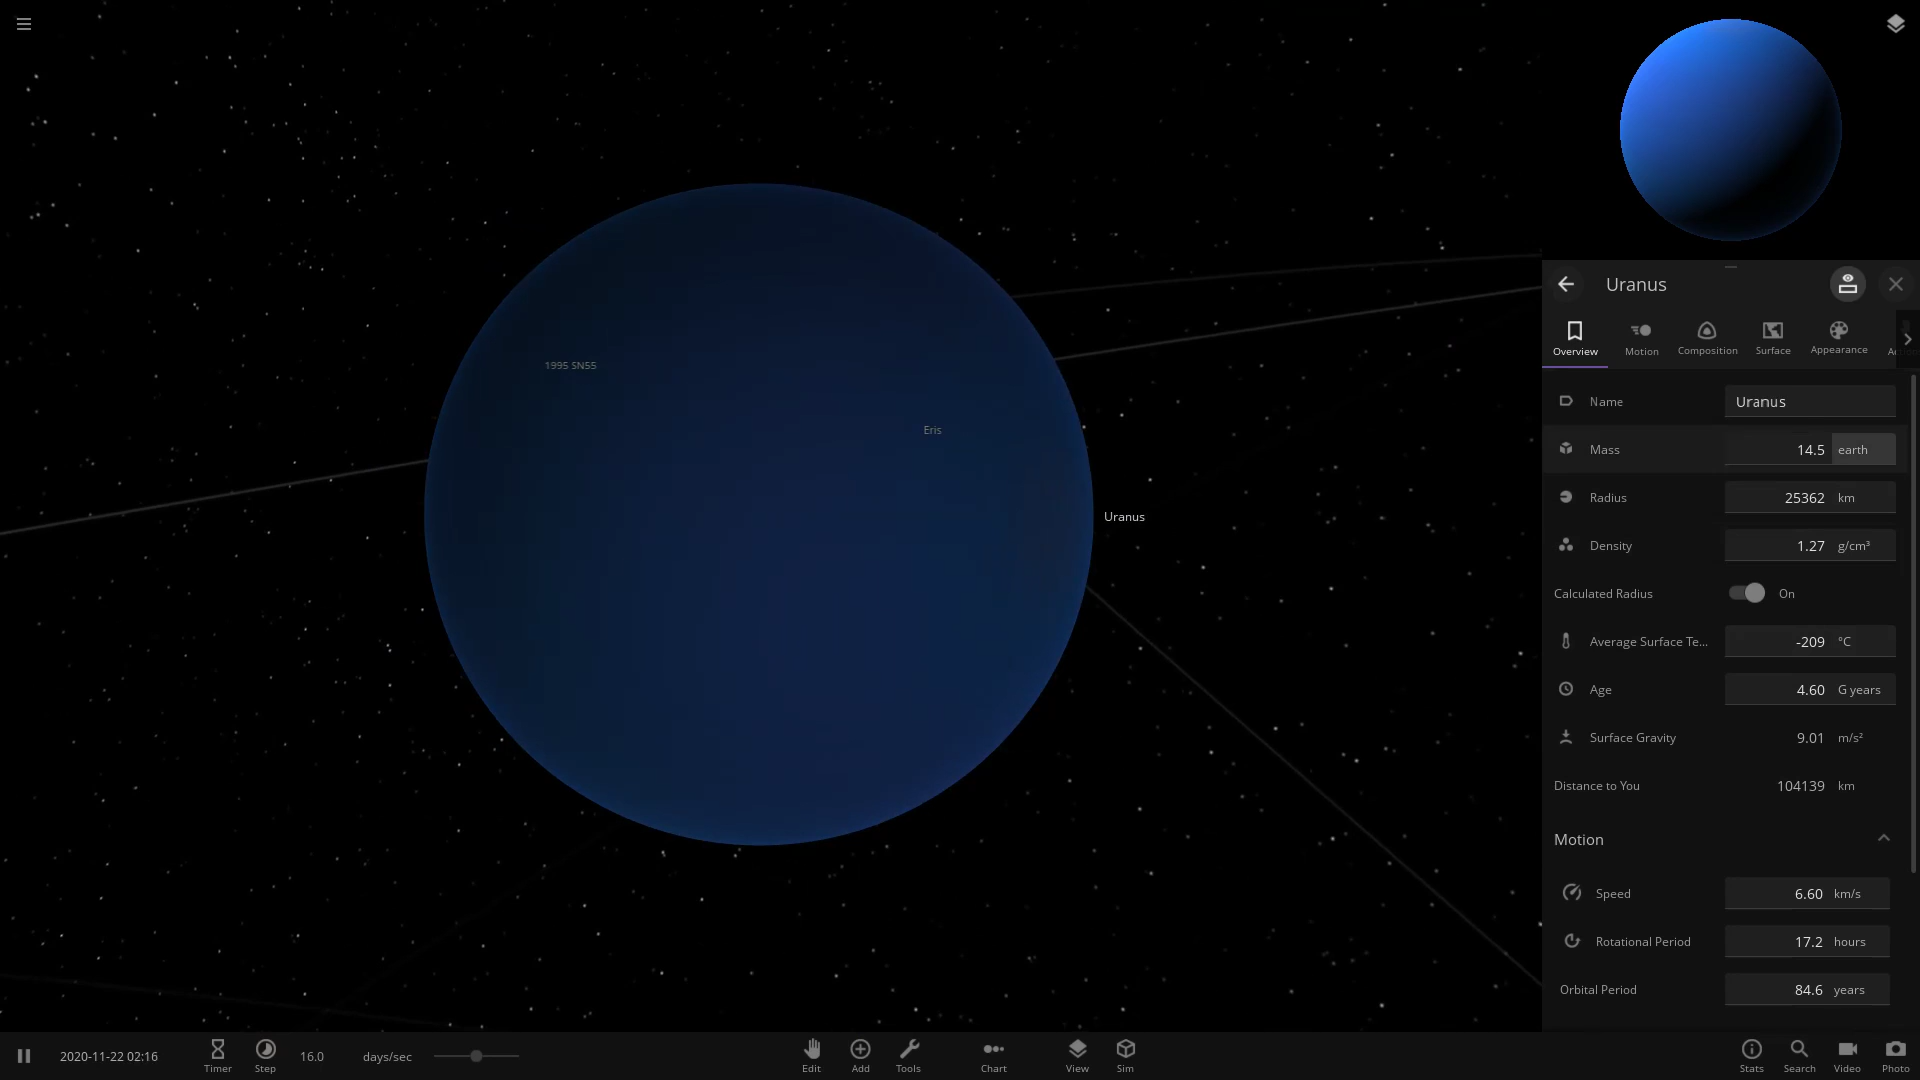 Uranus
Overview
Motion
Composition
Surface
Appearance
Name Uranus
Mass 14.5 earth
Radius 25362 km
Density 1.27 g/cm³
Calculated Radius On
Average Surface Te... -209 °C
Age 4.60 G years
Surface Gravity 9.01 m/s²
Distance to You 104139 km
Motion
Speed 6.60 km/s
Rotational Period 17.2 hours
Orbital Period 84.6 years
1995 SN55
Eris
Uranus
2020-11-22 02:16
Timer
Step
16.0 days/sec
Edit
Add
Tools
Chart
View
Sim
Stats
Search
Video
Photo